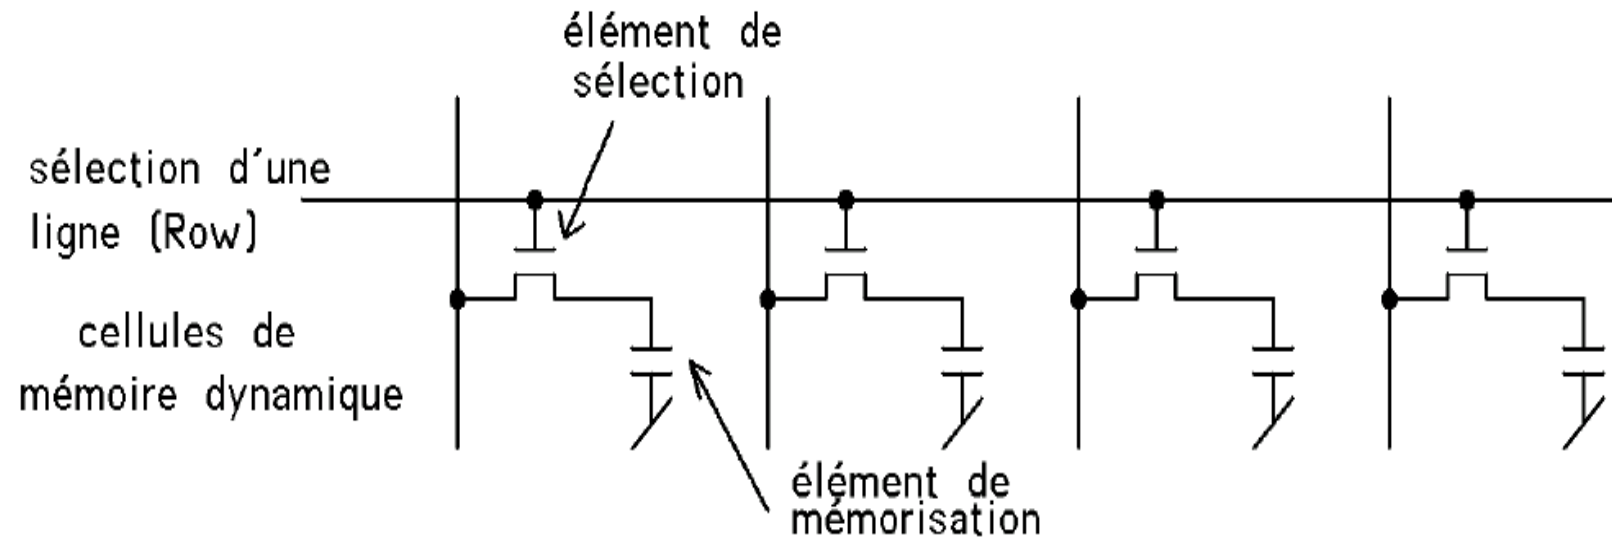 élément de
sélection
sélection d'une
ligne (Row)
cellules de
mémoire dynamique
élément de
mémorisation